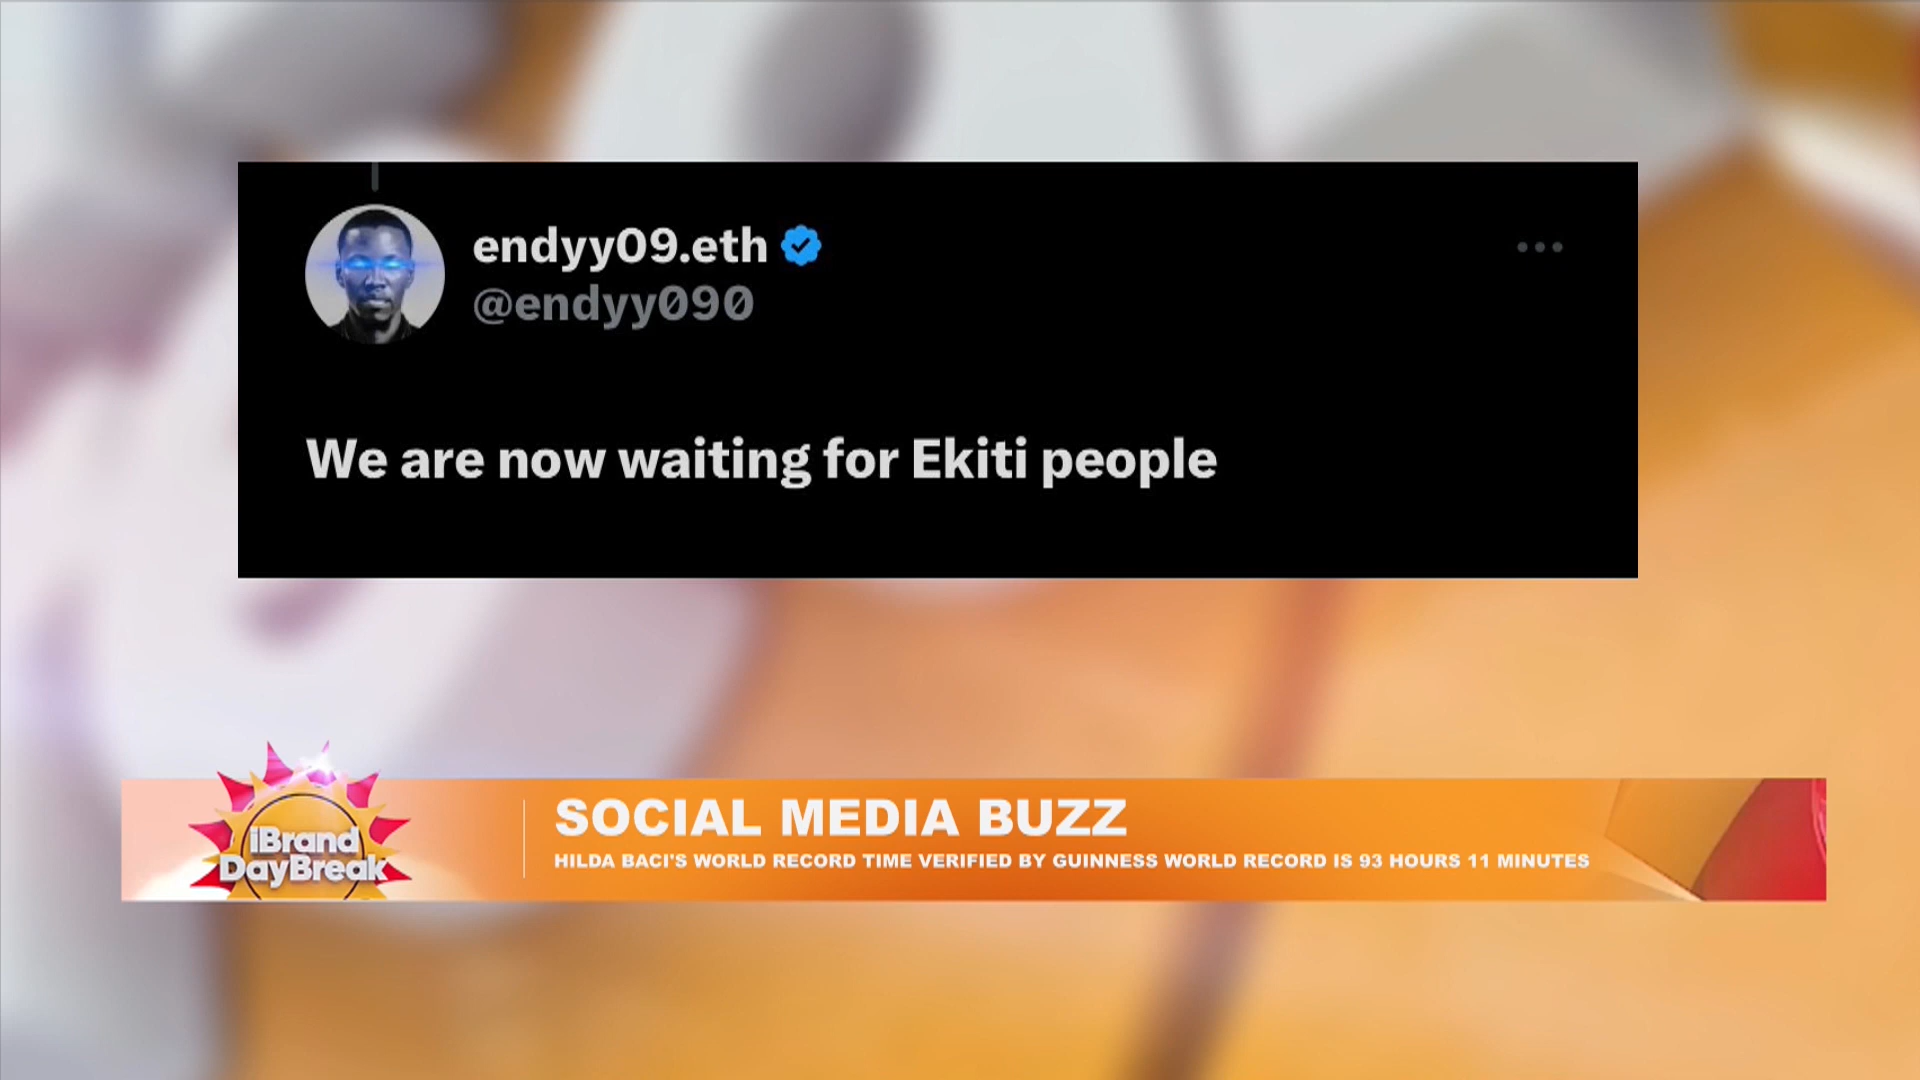 endyy09.eth
@endyy090
We are now waiting for Ekiti people
iBrand
DayBreak
SOCIAL MEDIA BUZZ
HILDA BACI'S WORLD RECORD TIME VERIFIED BY GUINNESS WORLD RECORD IS 93 HOURS 11 MINUTES